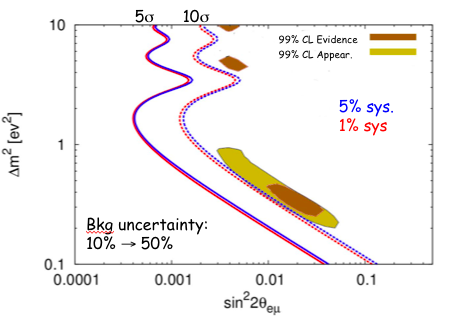 5σ 10σ
10
99% CL Evidence
99% CL Appear.
5% sys.
1% sys
Δm² [ev²]
1
Bkg uncertainty:
10% → 50%
0.1
0.0001 0.001 0.01 0.1
sin²2θeμ